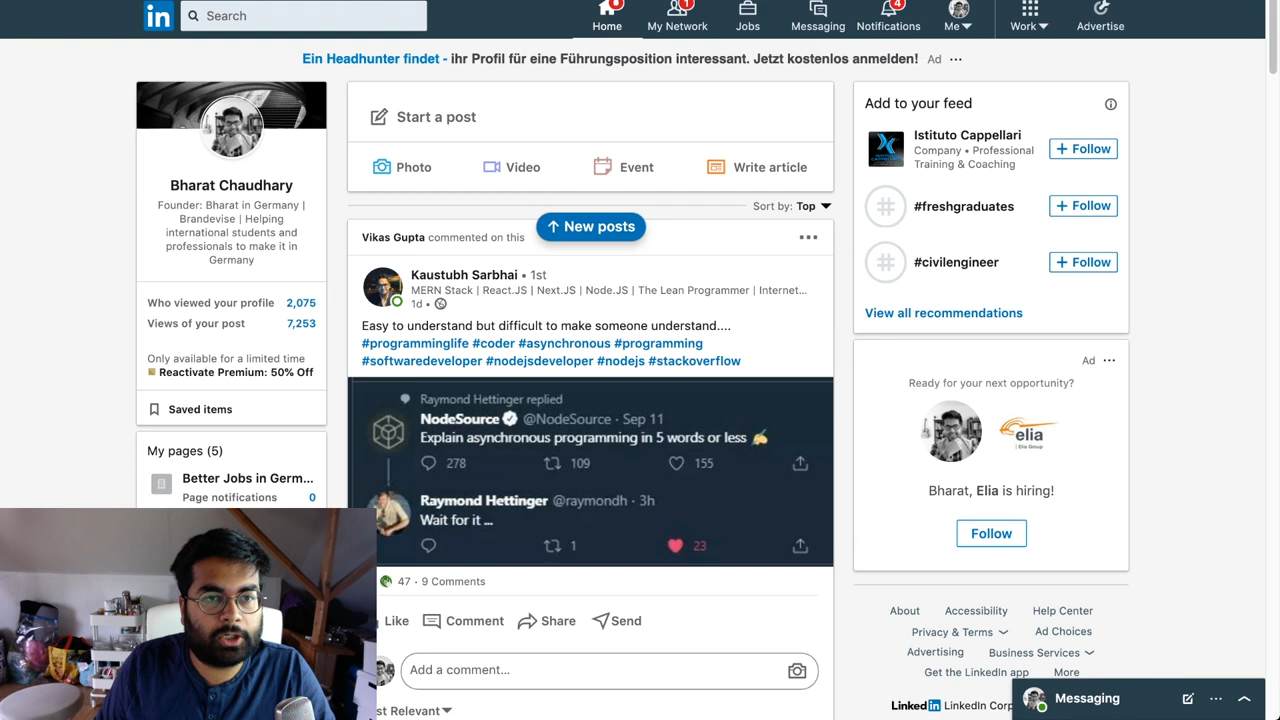 in
Search
Home
1
My Network
Jobs
Messaging
4
Notifications
Me
Work
Advertise
Ein Headhunter findet - ihr Profil für eine Führungsposition interessant. Jetzt kostenlos anmelden! Ad
Bharat Chaudhary
Founder: Bharat in Germany |
Brandevise | Helping
international students and
professionals to make it in
Germany
Who viewed your profile 2,075
Views of your post 7,253
Only available for a limited time
Reactivate Premium: 50% Off
Saved items
My pages (5)
Better Jobs in Germ...
Page notifications 0
Start a post
Photo
Video
Event
Write article
Sort by: Top
New posts
Vikas Gupta commented on this
Kaustubh Sarbhai • 1st
MERN Stack | React.JS | Next.JS | Node.JS | The Lean Programmer | Internet...
1d •
Easy to understand but difficult to make someone understand....
#programminglife #coder #asynchronous #programming
#softwaredeveloper #nodejsdeveloper #nodejs #stackoverflow
Raymond Hettinger replied
NodeSource @NodeSource · Sep 11
Explain asynchronous programming in 5 words or less ✍
278 109 155
Raymond Hettinger @raymondh · 3h
Wait for it ...
1 23
47 · 9 Comments
Like
Comment
Share
Send
Add a comment...
st Relevant
Add to your feed
Istituto Cappellari
Company • Professional
Training & Coaching
+ Follow
#freshgraduates
+ Follow
#civilengineer
+ Follow
View all recommendations
Ad
Ready for your next opportunity?
elia
Elia Group
Bharat, Elia is hiring!
Follow
About Accessibility Help Center
Privacy & Terms Ad Choices
Advertising Business Services
Get the LinkedIn app More
Linked in LinkedIn Corp
Messaging